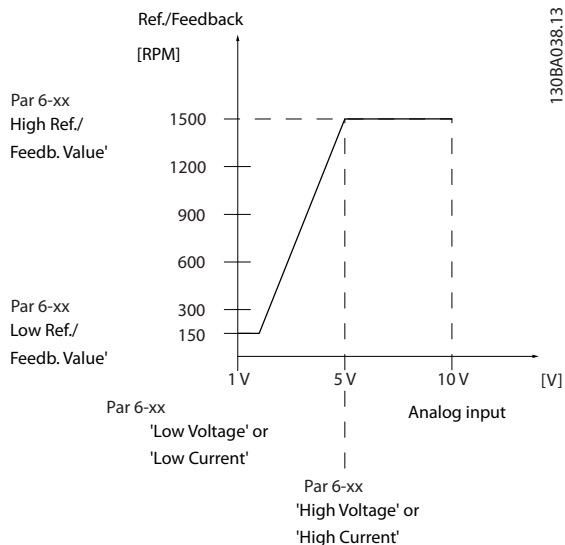 Ref./Feedback
[RPM]
130BA038.13
Par 6-xx
High Ref./
Feedb. Value'
1500
1200
900
600
300
150
Par 6-xx
Low Ref./
Feedb. Value'
1 V
5 V
10 V
[V]
Par 6-xx
'Low Voltage' or
'Low Current'
Analog input
Par 6-xx
'High Voltage' or
'High Current'